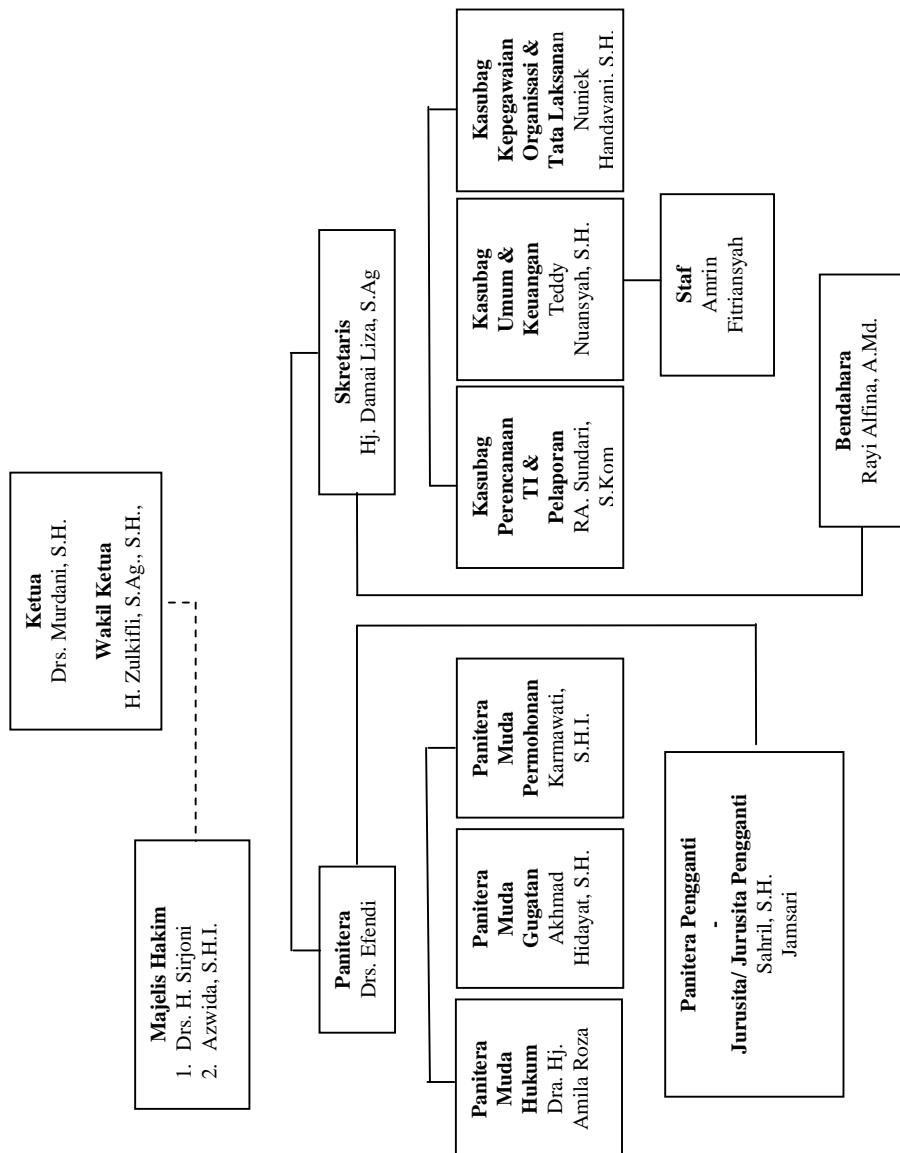 Ketua
Drs. Murdani, S.H.
Wakil Ketua
H. Zulkifli, S.Ag., S.H.,
Majelis Hakim
1. Drs. H. Sirjoni
2. Azwida, S.H.I.
Panitera
Drs. Efendi
Skretaris
Hj. Damai Liza, S.Ag
Panitera
Muda
Hukum
Dra. Hj.
Amila Roza
Panitera
Muda
Gugatan
Akhmad
Hidayat, S.H.
Panitera
Muda
Permohonan
Karmawati,
S.H.I.
Kasubag
Perencanaan
TI &
Pelaporan
RA. Sundari,
S.Kom
Kasubag
Umum &
Keuangan
Teddy
Nuansyah, S.H.
Kasubag
Kepegawaian
Organisasi &
Tata Laksanan
Nuniek
Handavani. S.H.
Staf
Amrin
Fitriansyah
Panitera Pengganti
-
Jurusita/ Jurusita Pengganti
Sahril, S.H.
Jamsari
Bendahara
Rayi Alfina, A.Md.